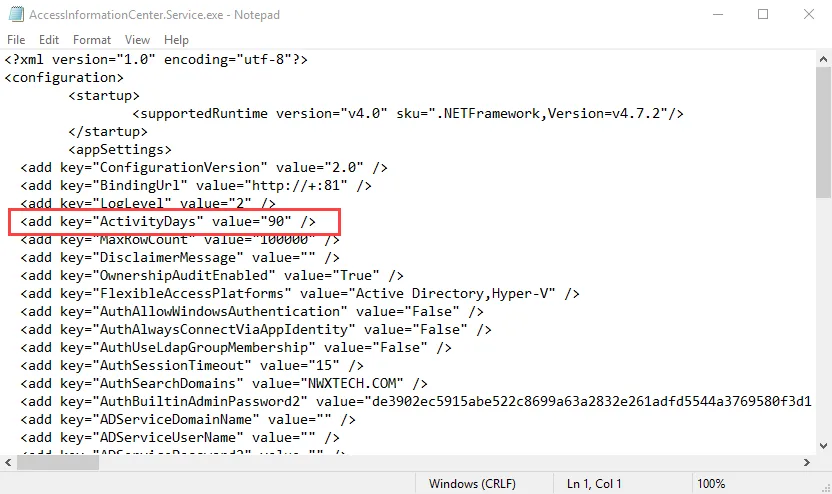 AccessInformationCenter.Service.exe - Notepad
File Edit Format View Help
<?xml version="1.0" encoding="utf-8"?>
<configuration>
<startup>
<supportedRuntime version="v4.0" sku=".NETFramework,Version=v4.7.2"/>
</startup>
<appSettings>
<add key="ConfigurationVersion" value="2.0" />
<add key="BindingUrl" value="http://+:81" />
<add key="LogLevel" value="2" />
<add key="ActivityDays" value="90" />
<add key="MaxRowCount" value="100000" />
<add key="DisclaimerMessage" value="" />
<add key="OwnershipAuditEnabled" value="True" />
<add key="FlexibleAccessPlatforms" value="Active Directory,Hyper-V" />
<add key="AuthAllowWindowsAuthentication" value="False" />
<add key="AuthAlwaysConnectViaAppIdentity" value="False" />
<add key="AuthUseLdapGroupMembership" value="False" />
<add key="AuthSessionTimeout" value="15" />
<add key="AuthSearchDomains" value="NWXTECH.COM" />
<add key="AuthBuiltinAdminPassword2" value="de3902ec5915abe522c8699a63a2832e261adfd5544a3769580f3d1
<add key="ADServiceDomainName" value="" />
<add key="ADServiceUserName" value="" />
<add key="ADServicePassword2" value="" />
Windows (CRLF) Ln 1, Col 1 100%